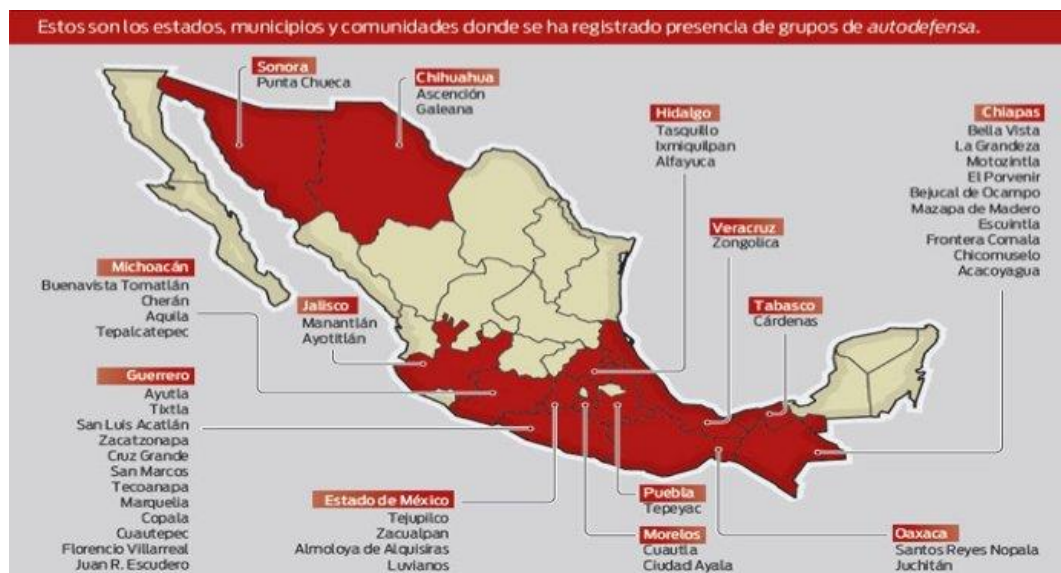 Estos son los estados, municipios y comunidades donde se ha registrado presencia de grupos de autodefensa.
Sonora
Punta Chueca
Chihuahua
Ascención
Galeana
Hidalgo
Tasquillo
Ixmiquilpan
Alfayuca
Chiapas
Bella Vista
La Grandeza
Motozintla
El Porvenir
Bejucal de Ocampo
Mazapa de Madero
Escuintla
Frontera Comala
Chicomuselo
Acacoyagua
Veracruz
Zongolica
Michoacán
Buenavista Tomatlán
Cherán
Aquila
Tepalcatepec
Jalisco
Manantlán
Ayotitlán
Tabasco
Cárdenas
Guerrero
Ayutla
Tixtla
San Luis Acatlán
Zacatzonapa
Cruz Grande
San Marcos
Tecoanapa
Marquelia
Copala
Cuautepec
Florencio Villarreal
Juan R. Escudero
Estado de México
Tejupilco
Zacualpan
Almoloya de Alquisiras
Luvianos
Puebla
Tepeyac
Morelos
Cuautla
Ciudad Ayala
Oaxaca
Santos Reyes Nopala
Juchitán